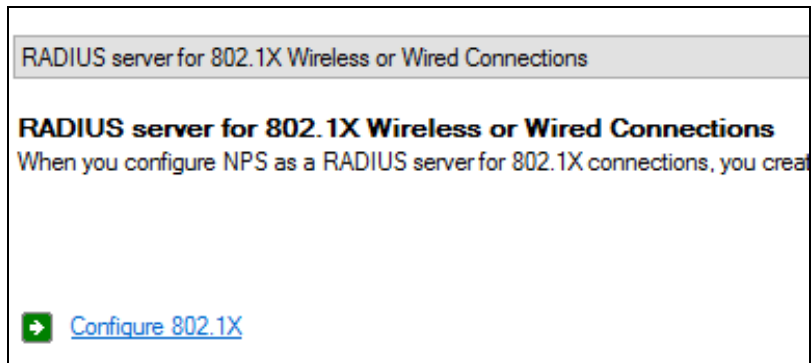 RADIUS server for 802.1X Wireless or Wired Connections
RADIUS server for 802.1X Wireless or Wired Connections
When you configure NPS as a RADIUS server for 802.1X connections, you creat
Configure 802.1X